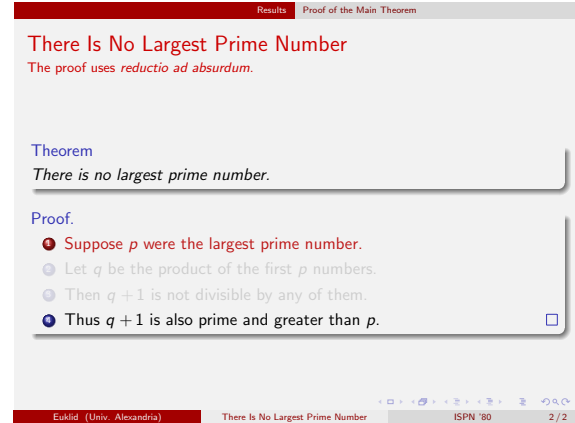 Results Proof of the Main Theorem
There Is No Largest Prime Number
The proof uses reductio ad absurdum.
Theorem
There is no largest prime number.
Proof.
1 Suppose p were the largest prime number.
2 Let q be the product of the first p numbers.
3 Then q + 1 is not divisible by any of them.
4 Thus q + 1 is also prime and greater than p.
Euklid (Univ. Alexandria) There Is No Largest Prime Number ISPN '80 2 / 2